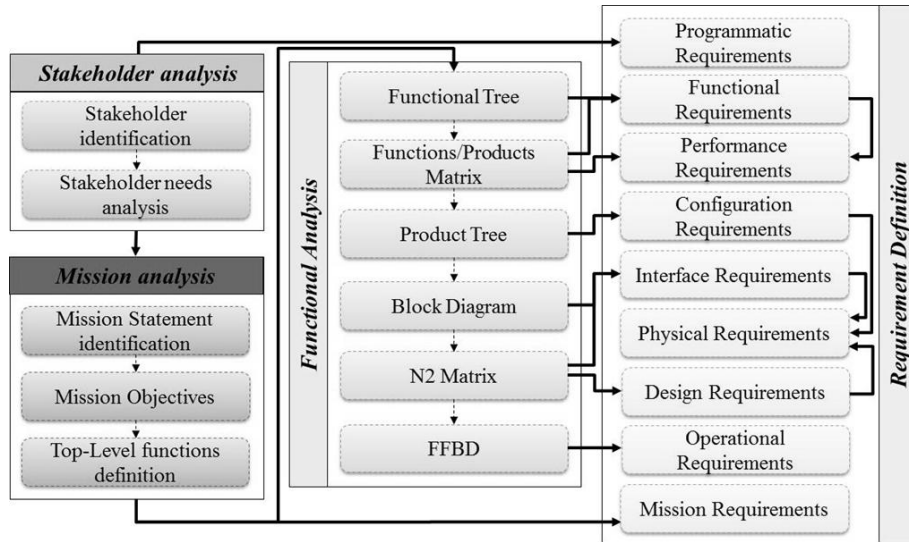 Stakeholder analysis
Stakeholder
identification
Stakeholder needs
analysis
Mission analysis
Mission Statement
identification
Mission Objectives
Top-Level functions
definition
Functional Analysis
Functional Tree
Functions/Products
Matrix
Product Tree
Block Diagram
N2 Matrix
FFBD
Programmatic
Requirements
Functional
Requirements
Performance
Requirements
Configuration
Requirements
Interface Requirements
Physical Requirements
Design Requirements
Operational
Requirements
Mission Requirements
Requirement Definition